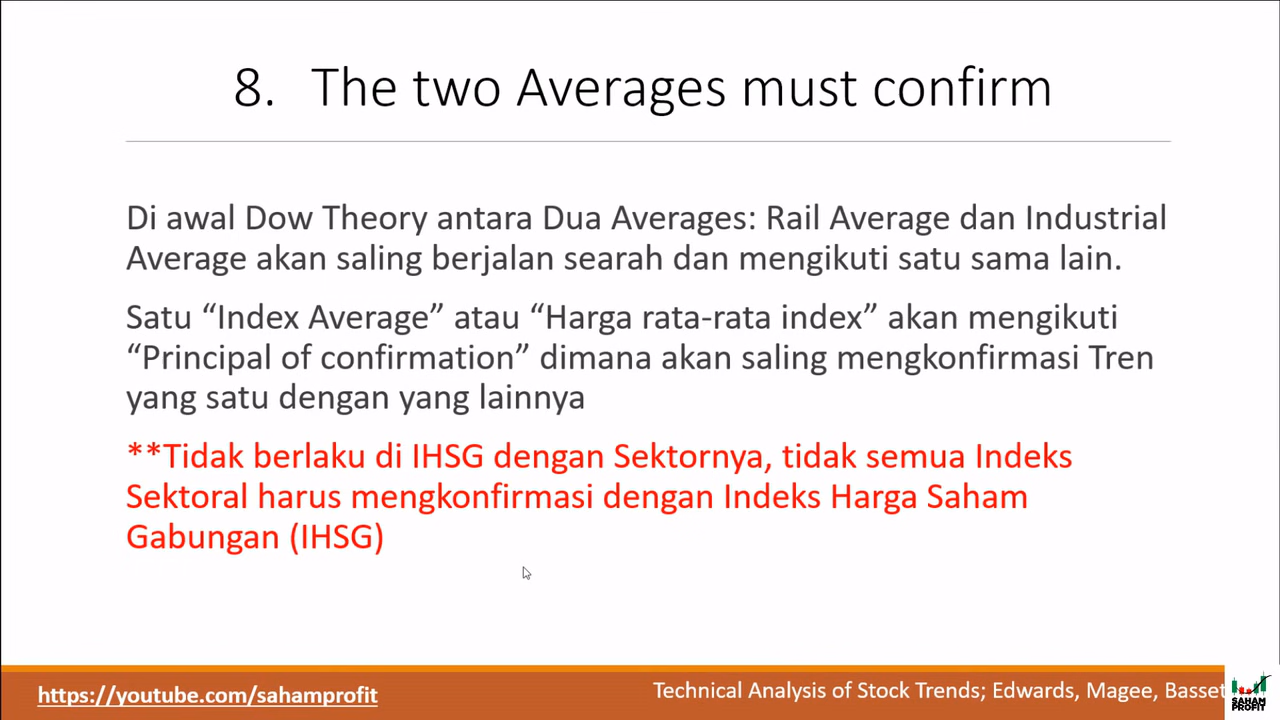 8. The two Averages must confirm
Di awal Dow Theory antara Dua Averages: Rail Average dan Industrial
Average akan saling berjalan searah dan mengikuti satu sama lain.
Satu “Index Average” atau “Harga rata-rata index” akan mengikuti
“Principal of confirmation” dimana akan saling mengkonfirmasi Tren
yang satu dengan yang lainnya
**Tidak berlaku di IHSG dengan Sektornya, tidak semua Indeks
Sektoral harus mengkonfirmasi dengan Indeks Harga Saham
Gabungan (IHSG)
https://youtube.com/sahamprofit
Technical Analysis of Stock Trends; Edwards, Magee, Basset
SAHAM
PROFIT